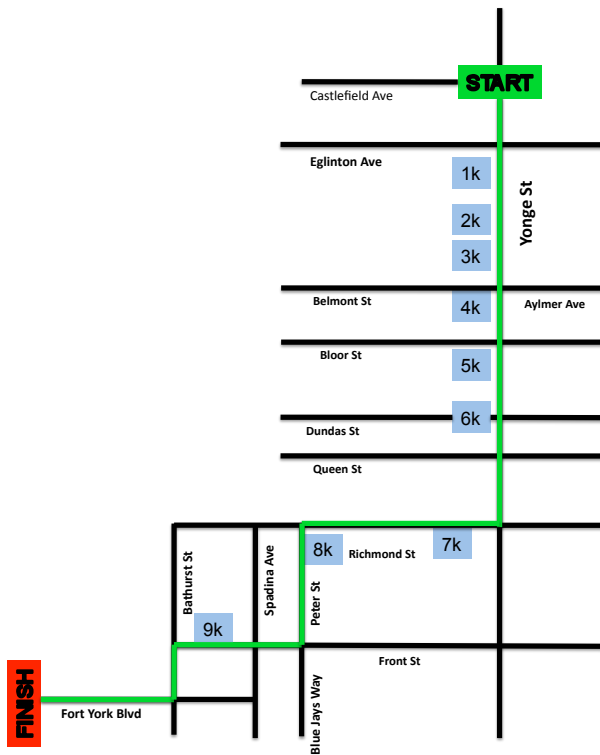 START
Castlefield Ave
Eglinton Ave
1k
Yonge St
2k
3k
Belmont St
4k
Aylmer Ave
Bloor St
5k
6k
Dundas St
Queen St
7k
8k
Richmond St
Bathurst St
Spadina Ave
Peter St
9k
Front St
FINISH
Fort York Blvd
Blue Jays Way